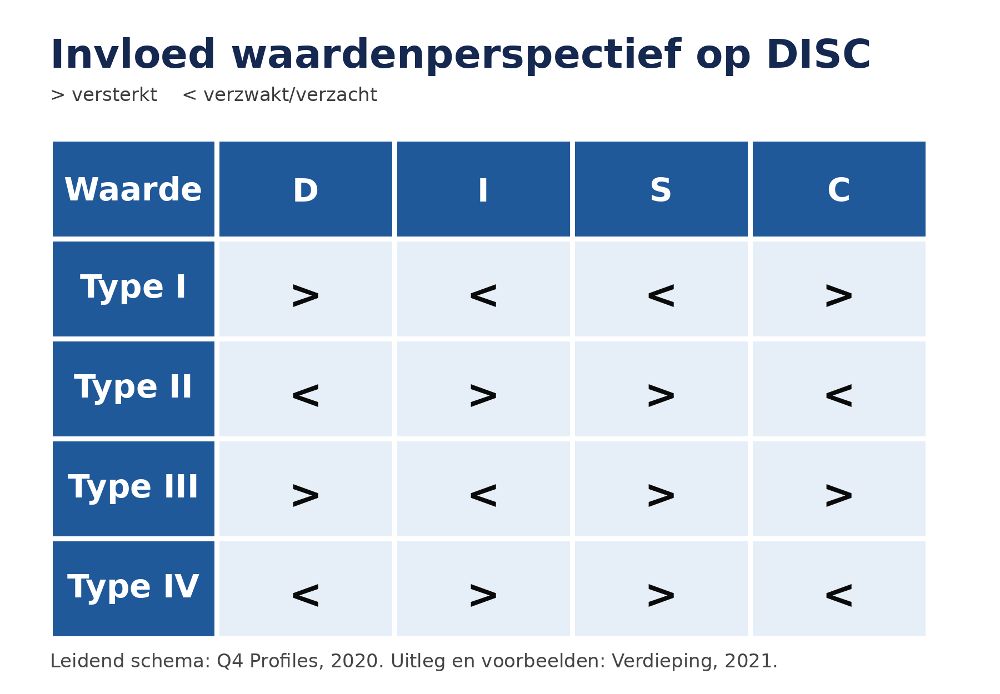 Invloed waardenperspectief op DISC
> versterkt < verzwakt/verzacht
Waarde D I S C
Type I > < < >
Type II < > > <
Type III > < > >
Type IV < > > <
Leidend schema: Q4 Profiles, 2020. Uitleg en voorbeelden: Verdieping, 2021.